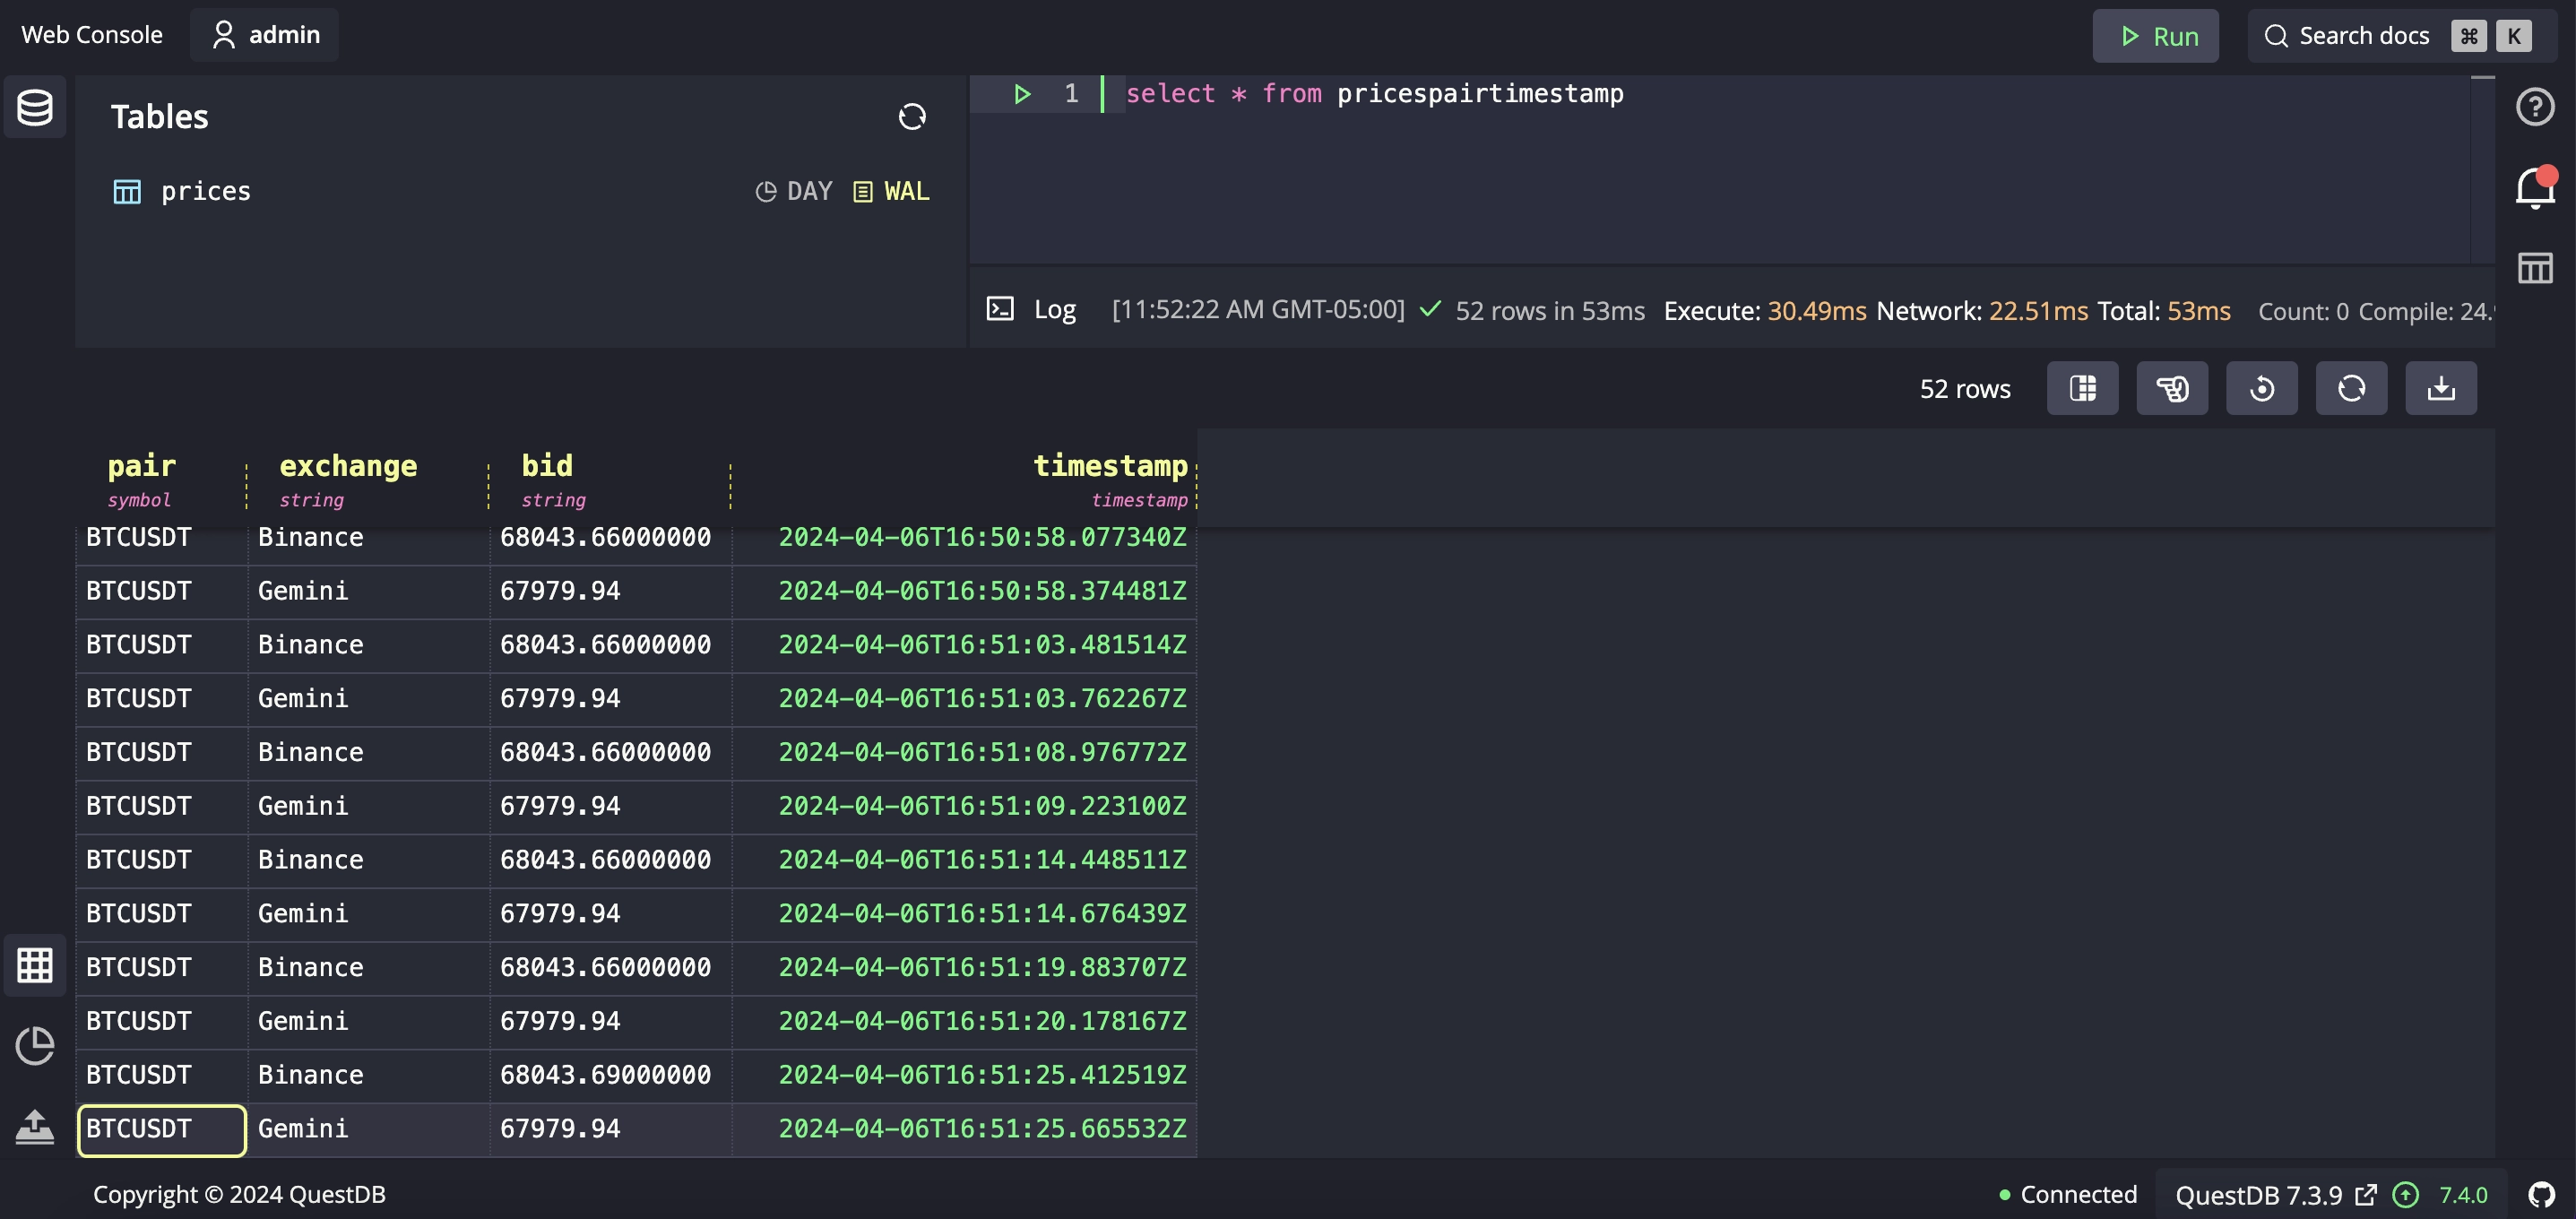 Web Console admin Run Search docs ⌘ K
Tables
prices DAY WAL
1 select * from pricespairtimestamp
Log [11:52:22 AM GMT-05:00] 52 rows in 53ms Execute: 30.49ms Network: 22.51ms Total: 53ms Count: 0 Compile: 24.
52 rows
pair exchange bid timestamp
symbol string string timestamp
BTCUSDT Binance 68043.66000000 2024-04-06T16:50:58.077340Z
BTCUSDT Gemini 67979.94 2024-04-06T16:50:58.374481Z
BTCUSDT Binance 68043.66000000 2024-04-06T16:51:03.481514Z
BTCUSDT Gemini 67979.94 2024-04-06T16:51:03.762267Z
BTCUSDT Binance 68043.66000000 2024-04-06T16:51:08.976772Z
BTCUSDT Gemini 67979.94 2024-04-06T16:51:09.223100Z
BTCUSDT Binance 68043.66000000 2024-04-06T16:51:14.448511Z
BTCUSDT Gemini 67979.94 2024-04-06T16:51:14.676439Z
BTCUSDT Binance 68043.66000000 2024-04-06T16:51:19.883707Z
BTCUSDT Gemini 67979.94 2024-04-06T16:51:20.178167Z
BTCUSDT Binance 68043.69000000 2024-04-06T16:51:25.412519Z
BTCUSDT Gemini 67979.94 2024-04-06T16:51:25.665532Z
Copyright © 2024 QuestDB Connected QuestDB 7.3.9 7.4.0